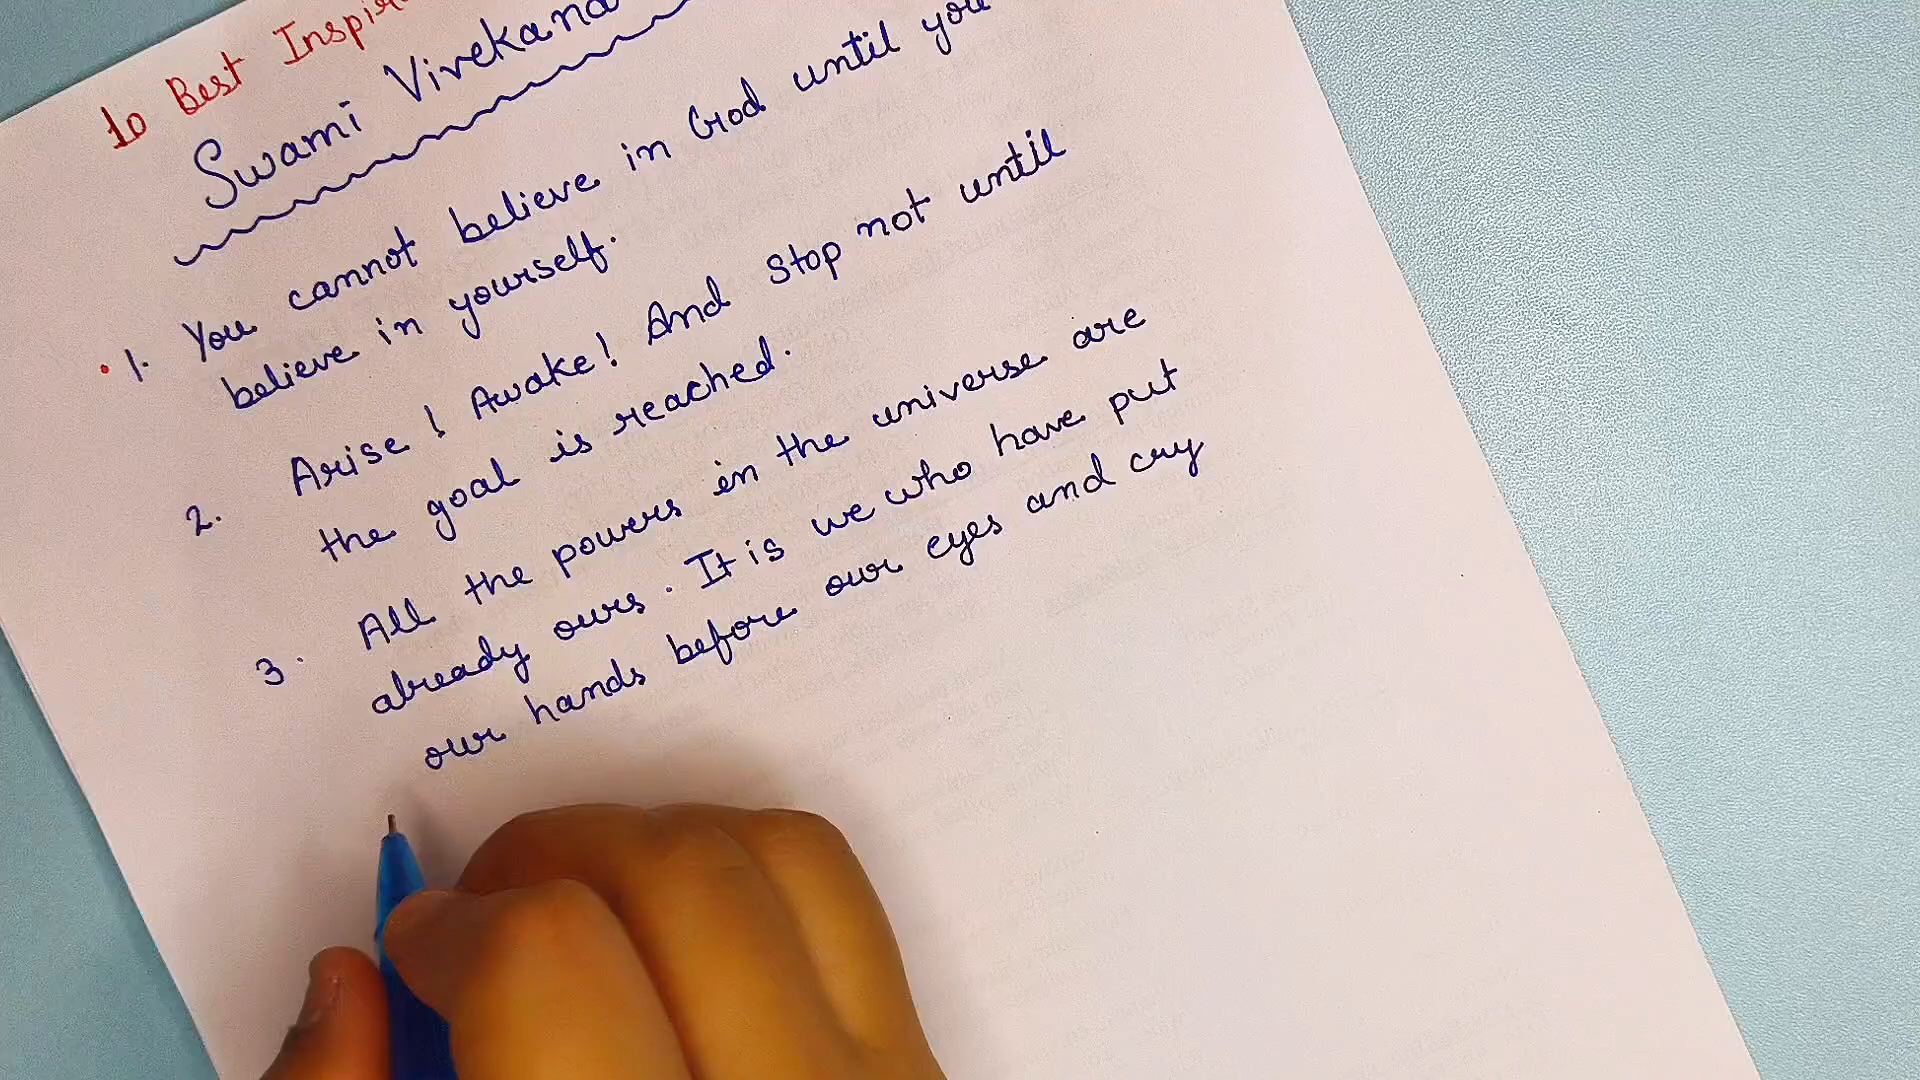 10 Best Inspir
Swami Vivekana
1. You cannot believe in God until you
believe in yourself.
2. Arise! Awake! And stop not until
the goal is reached.
3. All the powers in the universe are
already ours. It is we who have put
our hands before our eyes and cry